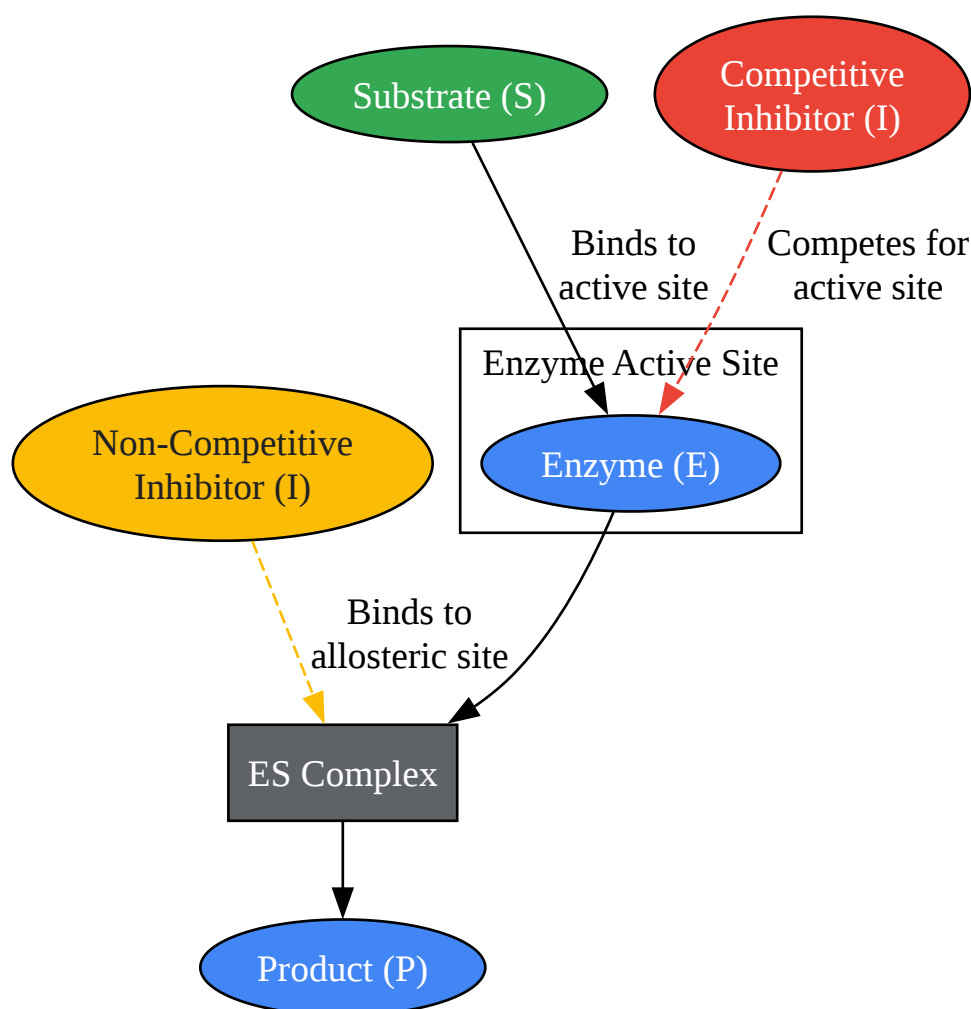 Substrate (S)
Competitive
Inhibitor (I)
Binds to
active site
Competes for
active site
Enzyme Active Site
Non-Competitive
Inhibitor (I)
Enzyme (E)
Binds to
allosteric site
ES Complex
Product (P)